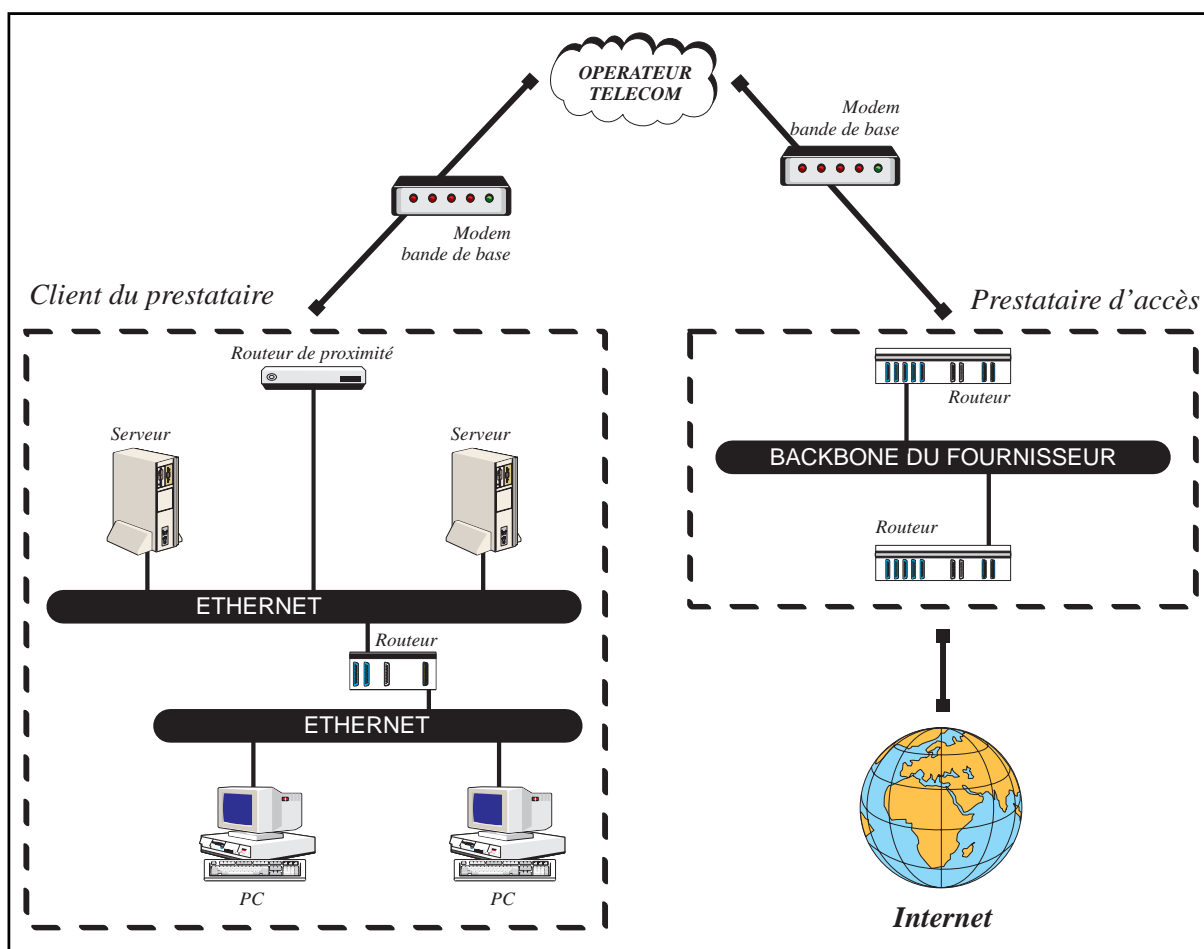 OPERATEUR
TELECOM
Modem
bande de base
Modem
bande de base
Client du prestataire
Prestataire d’accès
Routeur de proximité
Routeur
Serveur
Serveur
BACKBONE DU FOURNISSEUR
Routeur
ETHERNET
Routeur
ETHERNET
PC
PC
Internet